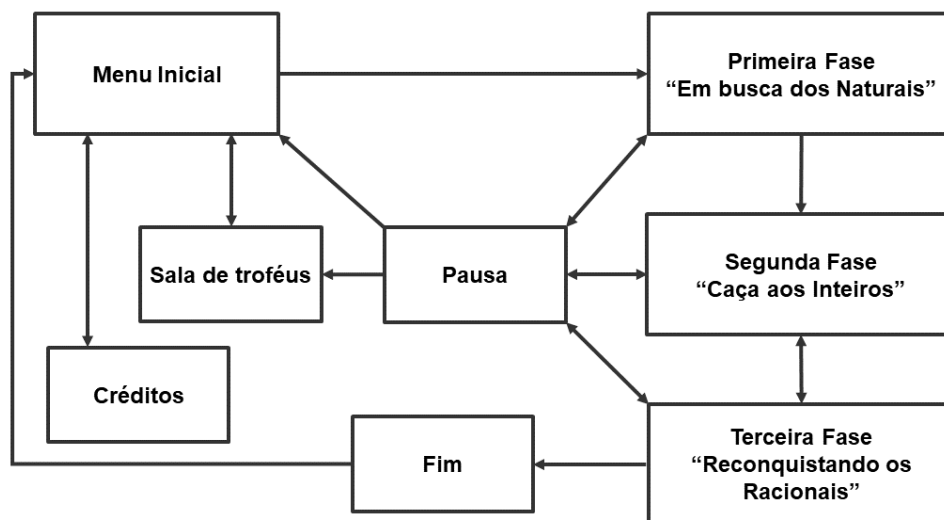 Menu Inicial
Primeira Fase
“Em busca dos Naturais”
Sala de troféus
Pausa
Segunda Fase
“Caça aos Inteiros”
Créditos
Fim
Terceira Fase
“Reconquistando os
Racionais”